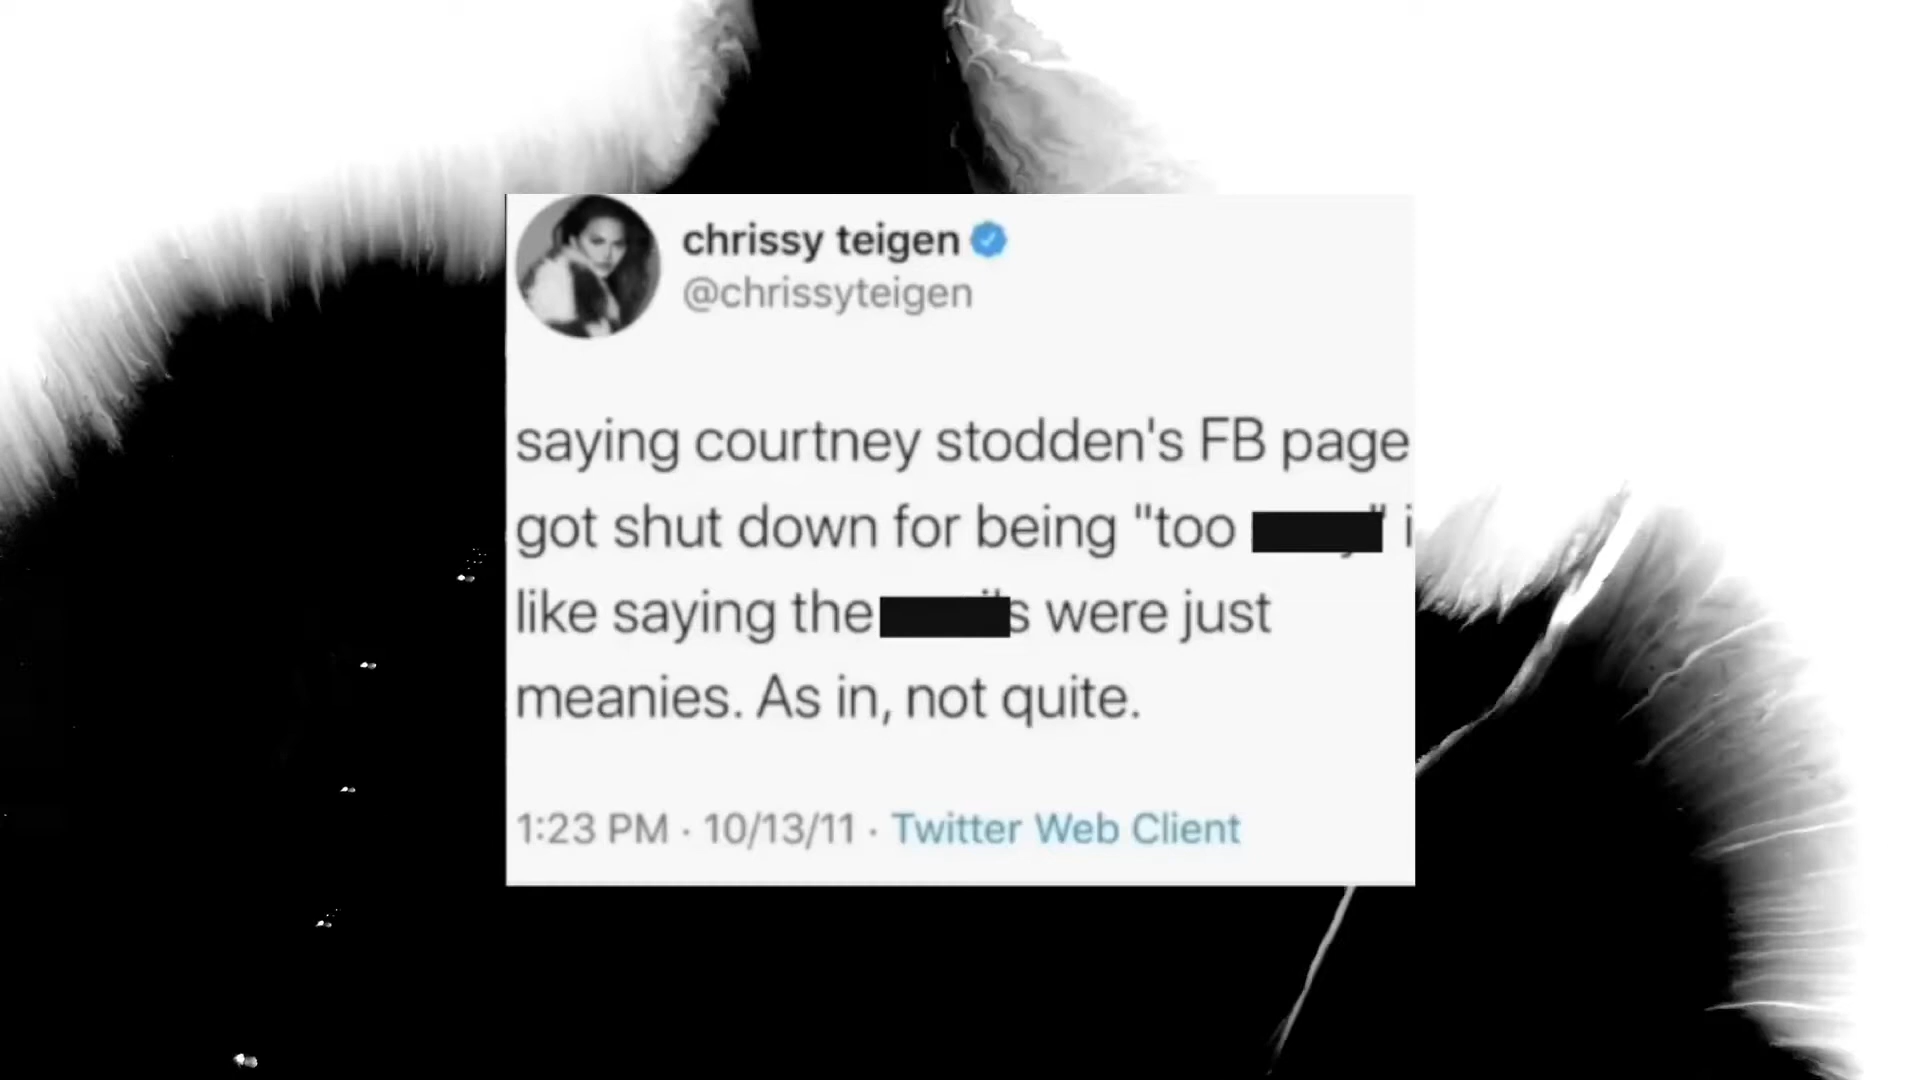 chrissy teigen
@chrissyteigen
saying courtney stodden's FB page
got shut down for being "too
like saying the were just
meanies. As in, not quite.
1:23 PM · 10/13/11 · Twitter Web Client